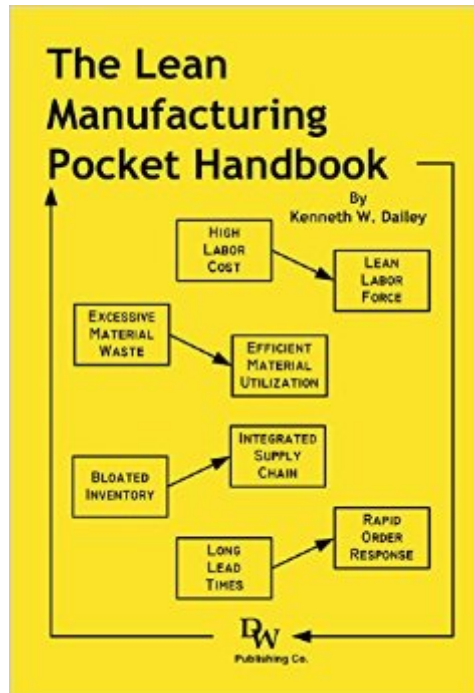 The Lean
Manufacturing
Pocket Handbook
By
Kenneth W. Dailey
HIGH
LABOR
COST
LEAN
LABOR
FORCE
EXCESSIVE
MATERIAL
WASTE
EFFICIENT
MATERIAL
UTILIZATION
INTEGRATED
SUPPLY
CHAIN
BLOATED
INVENTORY
RAPID
ORDER
RESPONSE
LONG
LEAD
TIMES
DW
Publishing Co.